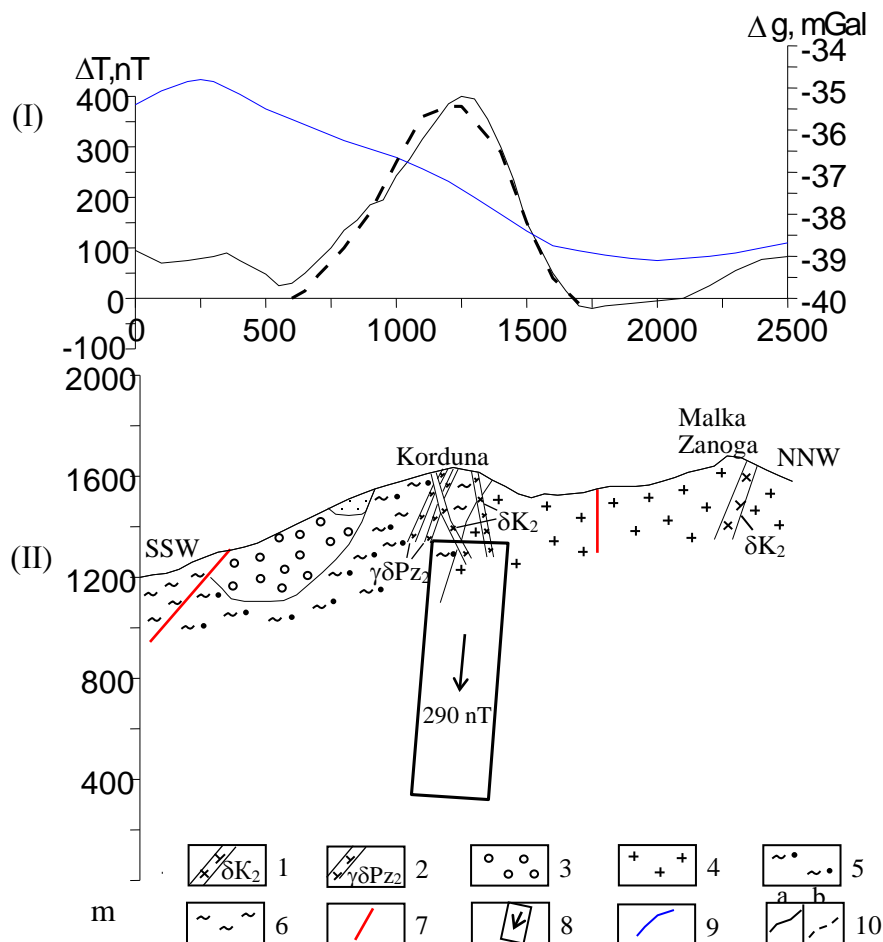 Δ g, mGal
ΔT,nT
(I)
400
300
200
100
0
-100
-34
-35
-36
-37
-38
-39
-40
0 500 1000 1500 2000 2500
2000
1600
1200
800
400
m
(II)
SSW
Korduna
Malka
Zanoga
NNW
δK₂
γδPz₂
δK₂
290 nT
δK₂ 1
γδPz₂ 2
3
4
5
6
7
8
9
a b
10